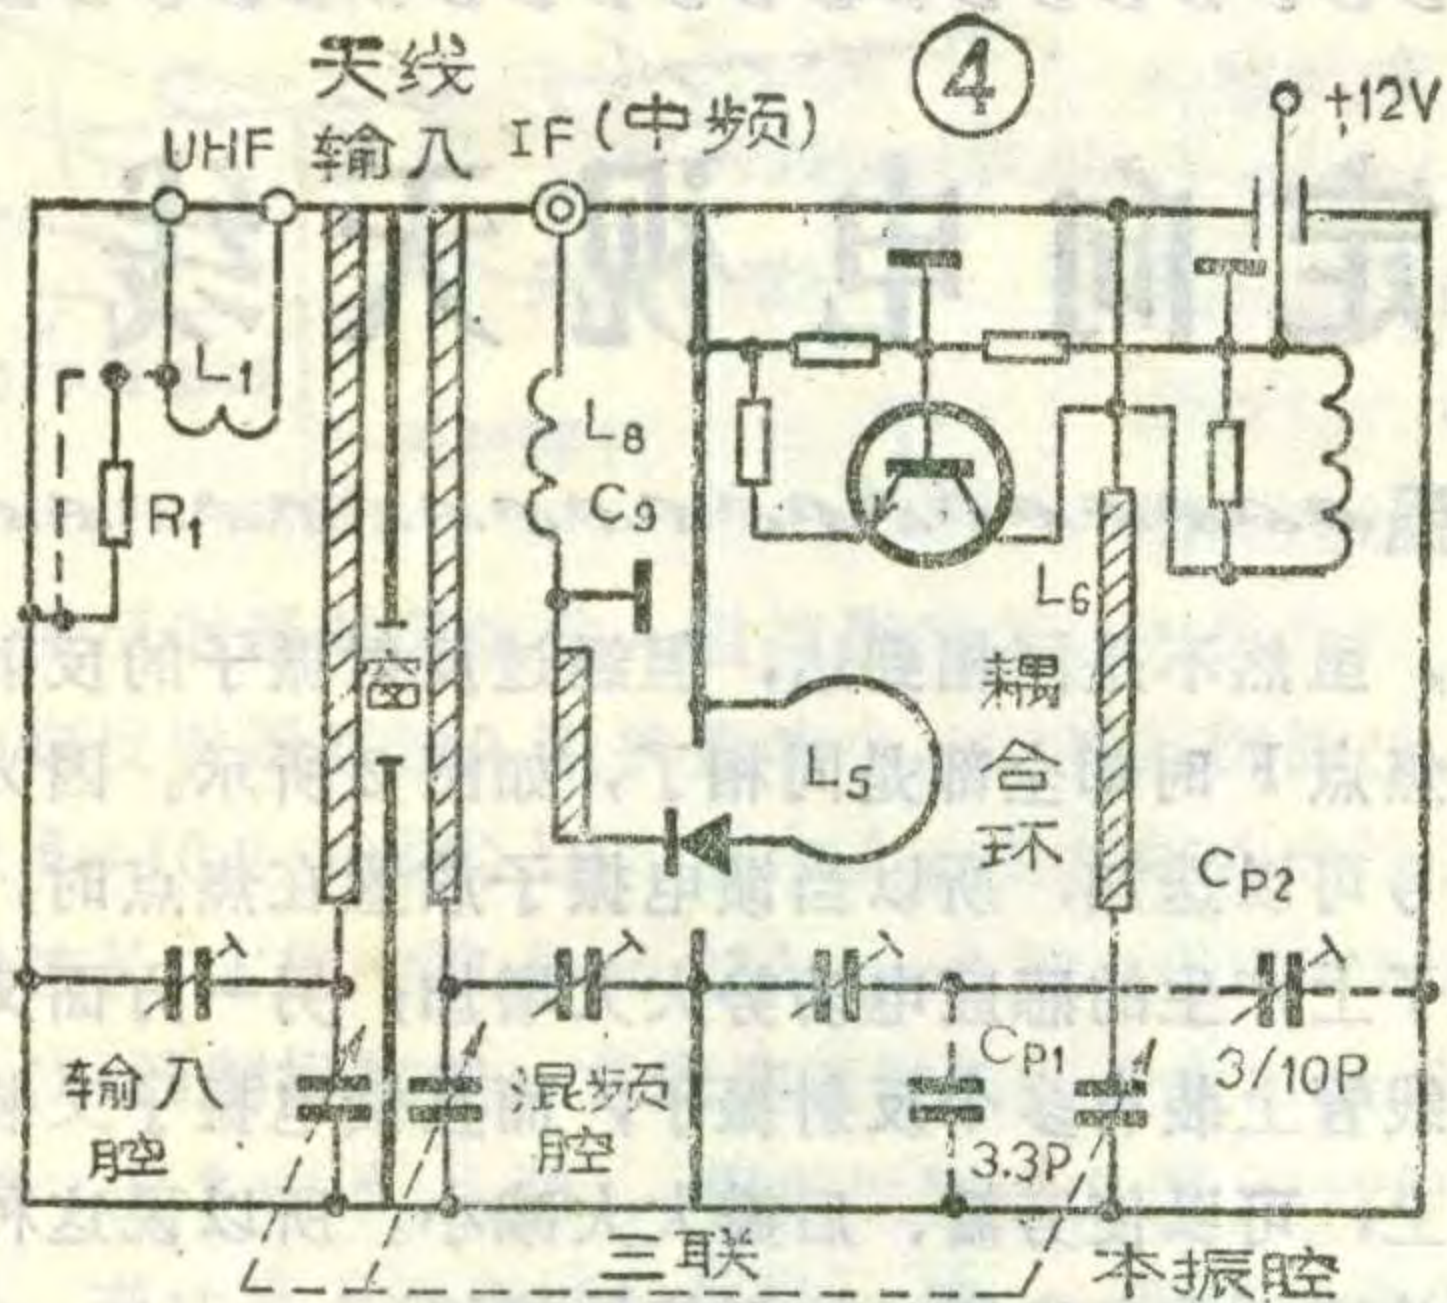 ④
天线
输入
UHF
IF (中频)
+12V
L1
R1
L8
C9
窗
L5
L6
耦
合
环
CP2
3/10P
CP1
3.3P
输入
腔
混频
腔
三联
本振腔